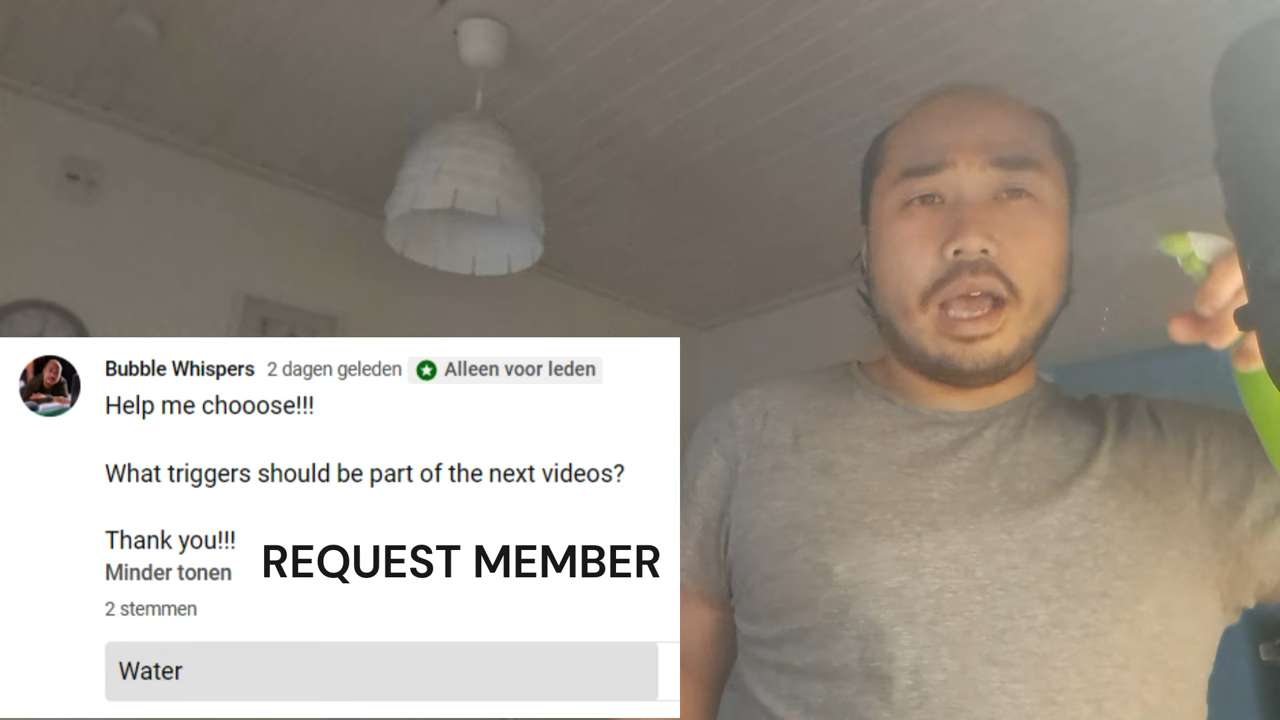 Bubble Whispers 2 dagen geleden Alleen voor leden
Help me chooose!!!
What triggers should be part of the next videos?
Thank you!!!
Minder tonen
REQUEST MEMBER
2 stemmen
Water